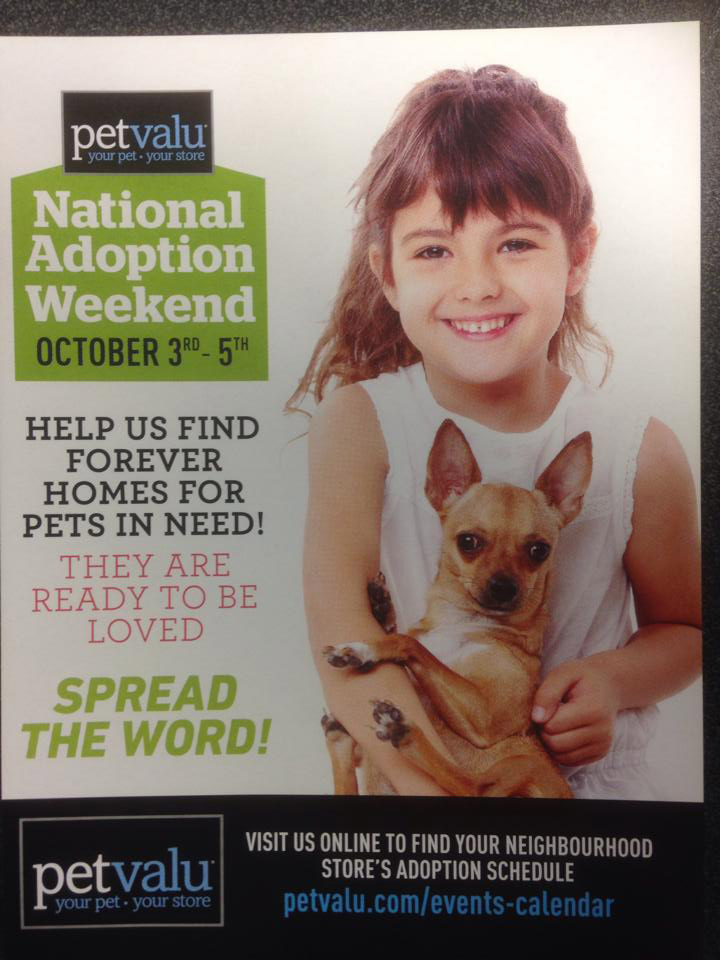 petvalu
your pet · your store
National
Adoption
Weekend
OCTOBER 3RD - 5TH
HELP US FIND
FOREVER
HOMES FOR
PETS IN NEED!
THEY ARE
READY TO BE
LOVED
SPREAD
THE WORD!
petvalu
your pet · your store
VISIT US ONLINE TO FIND YOUR NEIGHBOURHOOD
STORE'S ADOPTION SCHEDULE
petvalu.com/events-calendar